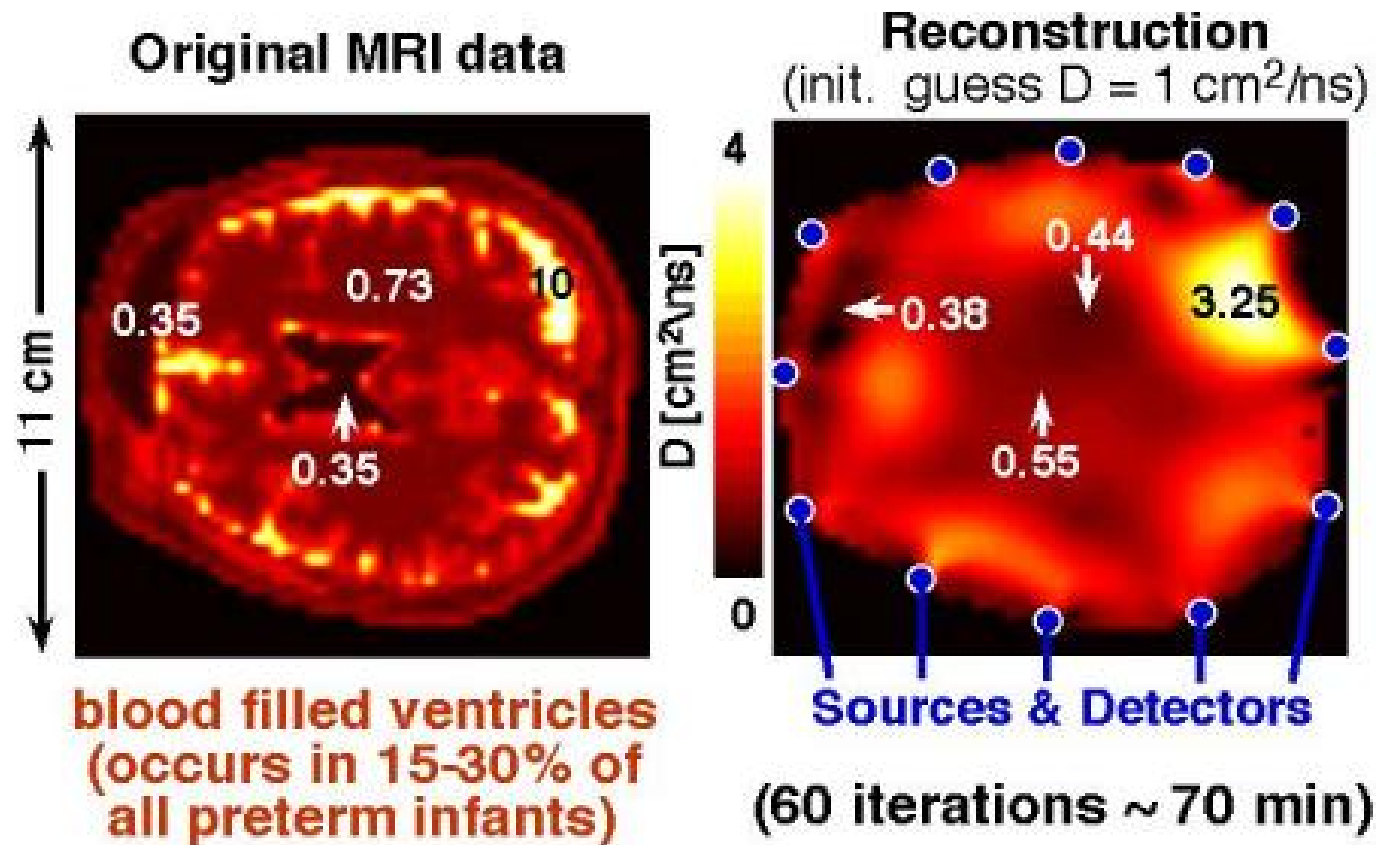 Original MRI data
11 cm
0.35
0.73
10
0.35
blood filled ventricles
(occurs in 15-30% of
all preterm infants)
Reconstruction
(init. guess D = 1 cm²/ns)
4
D [cm²\ns]
0
0.44
0.38
3.25
0.55
Sources & Detectors
(60 iterations ~ 70 min)